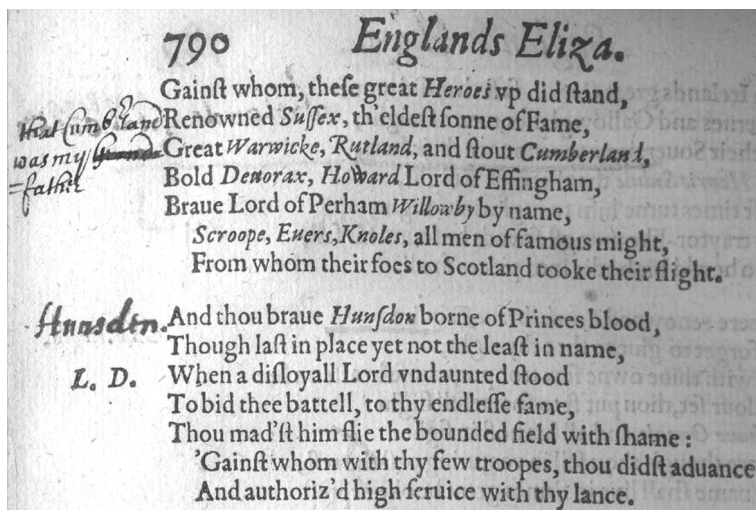 790 Englands Eliza.
Gainſt whom, theſe great Heroes vp did ſtand,
that Cumb land
Renowned Suſſex, th'eldeſt ſonne of Fame,
was my
Great Warwicke, Rutland, and ſtout Cumberland,
=father
Bold Deuorax, Howard Lord of Effingham,
Braue Lord of Perham Willowby by name,
Scroope, Euers, Knoles, all men of famous might,
From whom their foes to Scotland tooke their flight.
Hunsden.
And thou braue Hunſdon borne of Princes blood,
Though laſt in place yet not the leaſt in name,
L. D.
When a diſloyall Lord vndaunted ſtood
To bid thee battell, to thy endleſſe fame,
Thou mad'ſt him flie the bounded field with ſhame :
'Gainſt whom with thy few troopes, thou didſt aduance
And authoriz'd high ſeruice with thy lance.